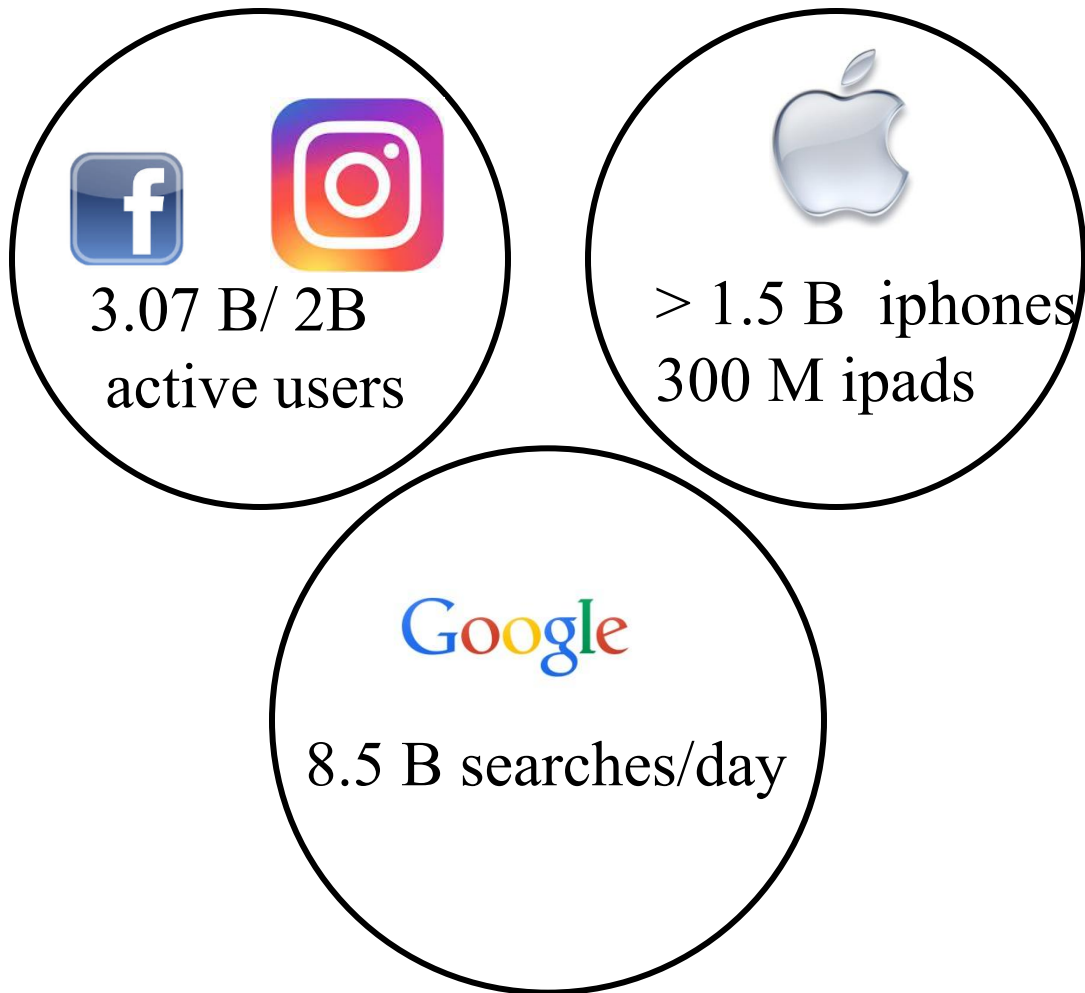 f
3.07 B/ 2B
active users
> 1.5 B  iphones
300 M ipads
Google
8.5 B searches/day